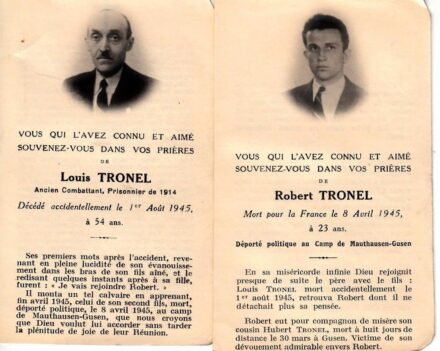 VOUS QUI L'AVEZ CONNU ET AIMÉ
SOUVENEZ-VOUS DANS VOS PRIÈRES
DE
Louis TRONEL
Ancien Combattant, Prisonnier de 1914
Décédé accidentellement le 1er Août 1945,
à 54 ans.
Ses premiers mots après l'accident, reve-
nant en pleine lucidité de son évanouisse-
ment dans les bras de son fils aîné, et le
redisant quelques instants après à sa fille,
furent : « Je vais rejoindre Robert. »
Il monta un tel calvaire en apprenant,
fin avril 1945, celui de son second fils, mort,
déporté politique, le 8 avril 1945, au camp
de Mauthausen-Gusen, que nous croyons
que Dieu voulut lui accorder sans tarder
la plénitude de joie de leur Réunion.
VOUS QUI L'AVEZ CONNU ET AIMÉ
SOUVENEZ-VOUS DANS VOS PRIÈRES
DE
Robert TRONEL
Mort pour la France le 8 Avril 1945,
à 23 ans.
Déporté politique au Camp de Mauthausen-Gusen
En sa miséricorde infinie Dieu rejoignit
presque de suite le père avec le fils :
Louis TRONEL, mort accidentellement le
1er août 1945, retrouva Robert dont il ne
détachait plus sa pensée.
Robert eut pour compagnon de misère son
cousin Hubert TRONEL, mort à huit jours de
distance le 30 mars à Gusen. Victime de
son dévouement admirable envers Robert.